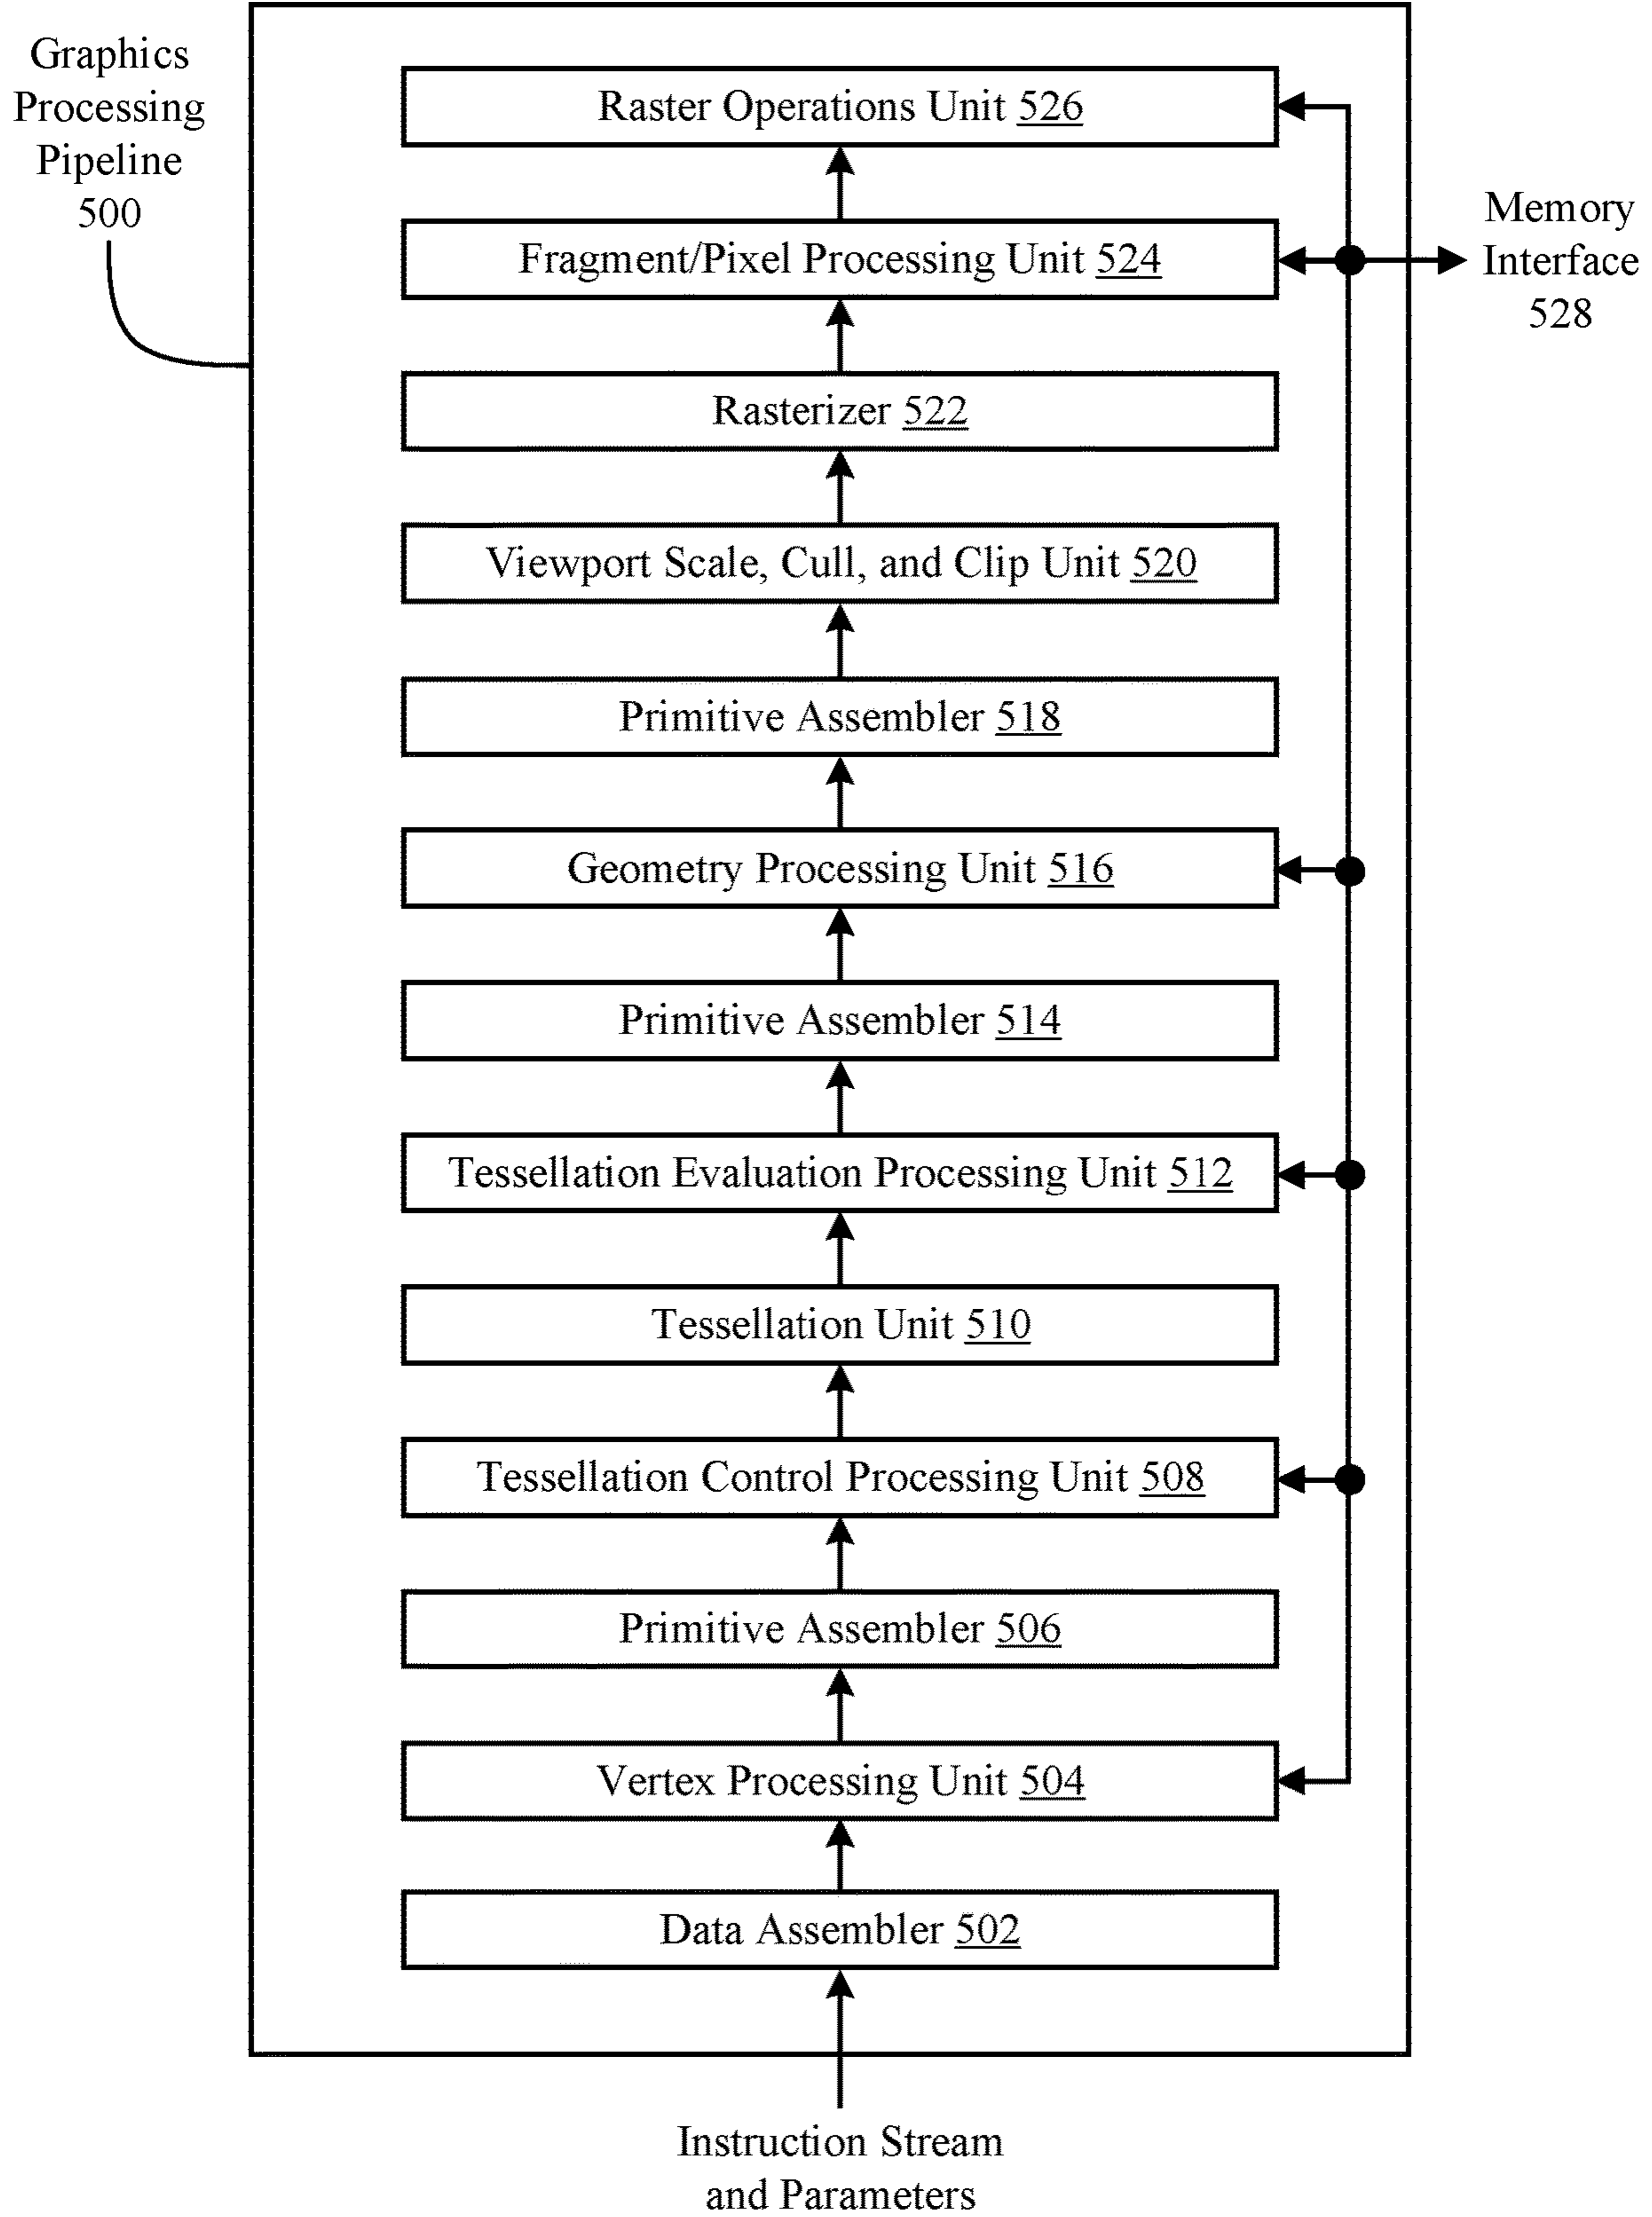 Graphics
Processing
Pipeline
500
Raster Operations Unit 526
Fragment/Pixel Processing Unit 524
Memory
Interface
528
Rasterizer 522
Viewport Scale, Cull, and Clip Unit 520
Primitive Assembler 518
Geometry Processing Unit 516
Primitive Assembler 514
Tessellation Evaluation Processing Unit 512
Tessellation Unit 510
Tessellation Control Processing Unit 508
Primitive Assembler 506
Vertex Processing Unit 504
Data Assembler 502
Instruction Stream
and Parameters